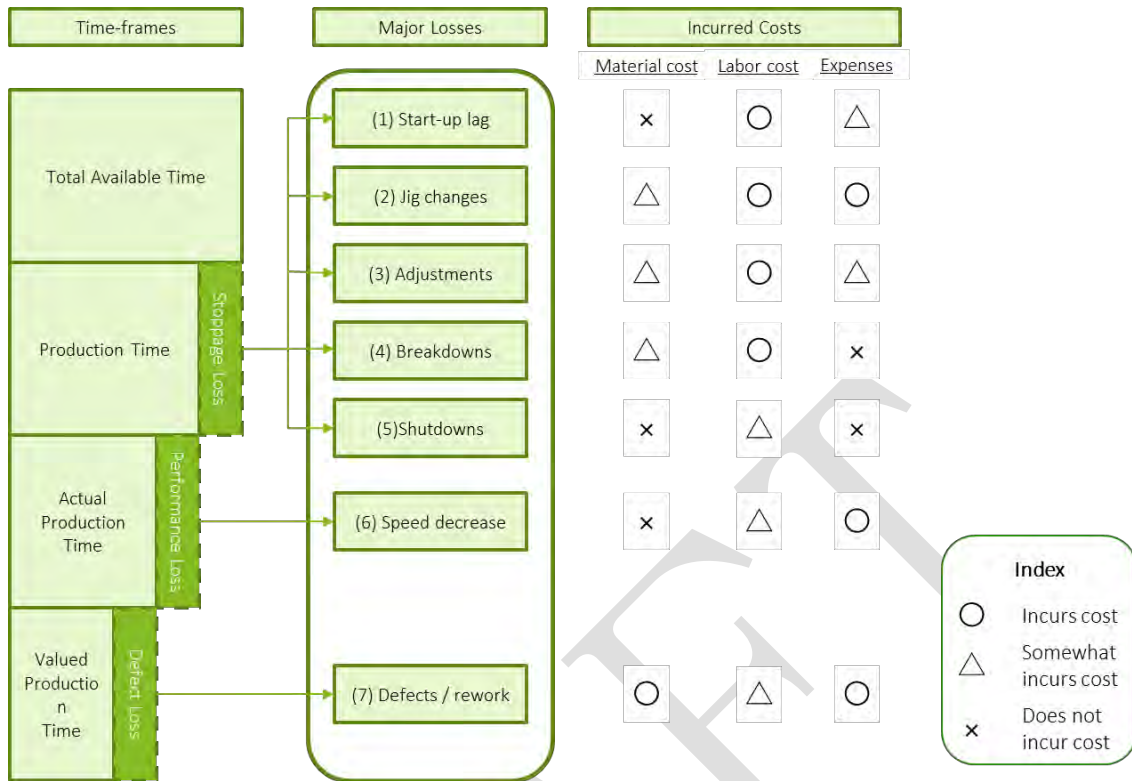 Time-frames
Major Losses
Incurred Costs
Material cost
Labor cost
Expenses
Total Available Time
(1) Start-up lag
×
(2) Jig changes
(3) Adjustments
Production Time
Stoppage Loss
(4) Breakdowns
×
(5)Shutdowns
×
×
Actual
Production
Time
Performance Loss
(6) Speed decrease
×
Valued
Productio
n
Time
Defect Loss
(7) Defects / rework
Index
Incurs cost
Somewhat
incurs cost
×
Does not
incur cost